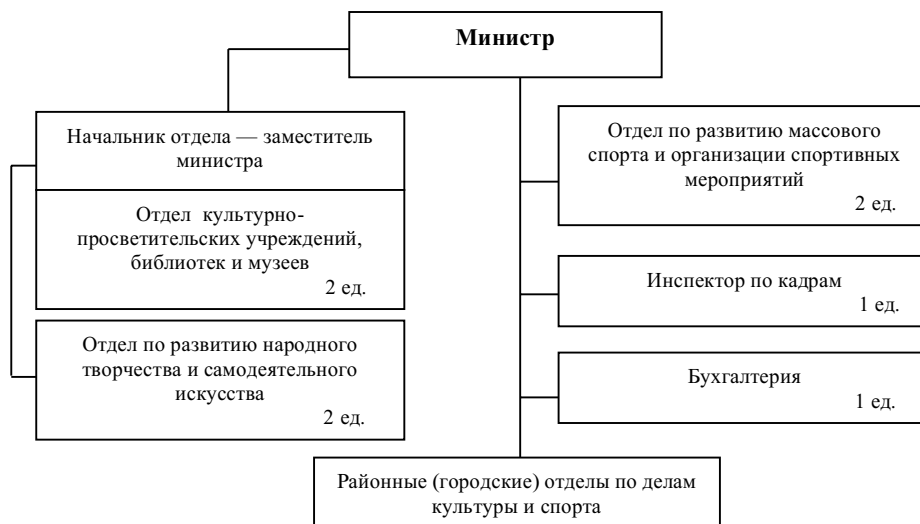 Министр
Начальник отдела — заместитель
министра
Отдел культурно-
просветительских учреждений,
библиотек и музеев
2 ед.
Отдел по развитию народного
творчества и самодеятельного
искусства
2 ед.
Отдел по развитию массового
спорта и организации спортивных
мероприятий
2 ед.
Инспектор по кадрам
1 ед.
Бухгалтерия
1 ед.
Районные (городские) отделы по делам
культуры и спорта